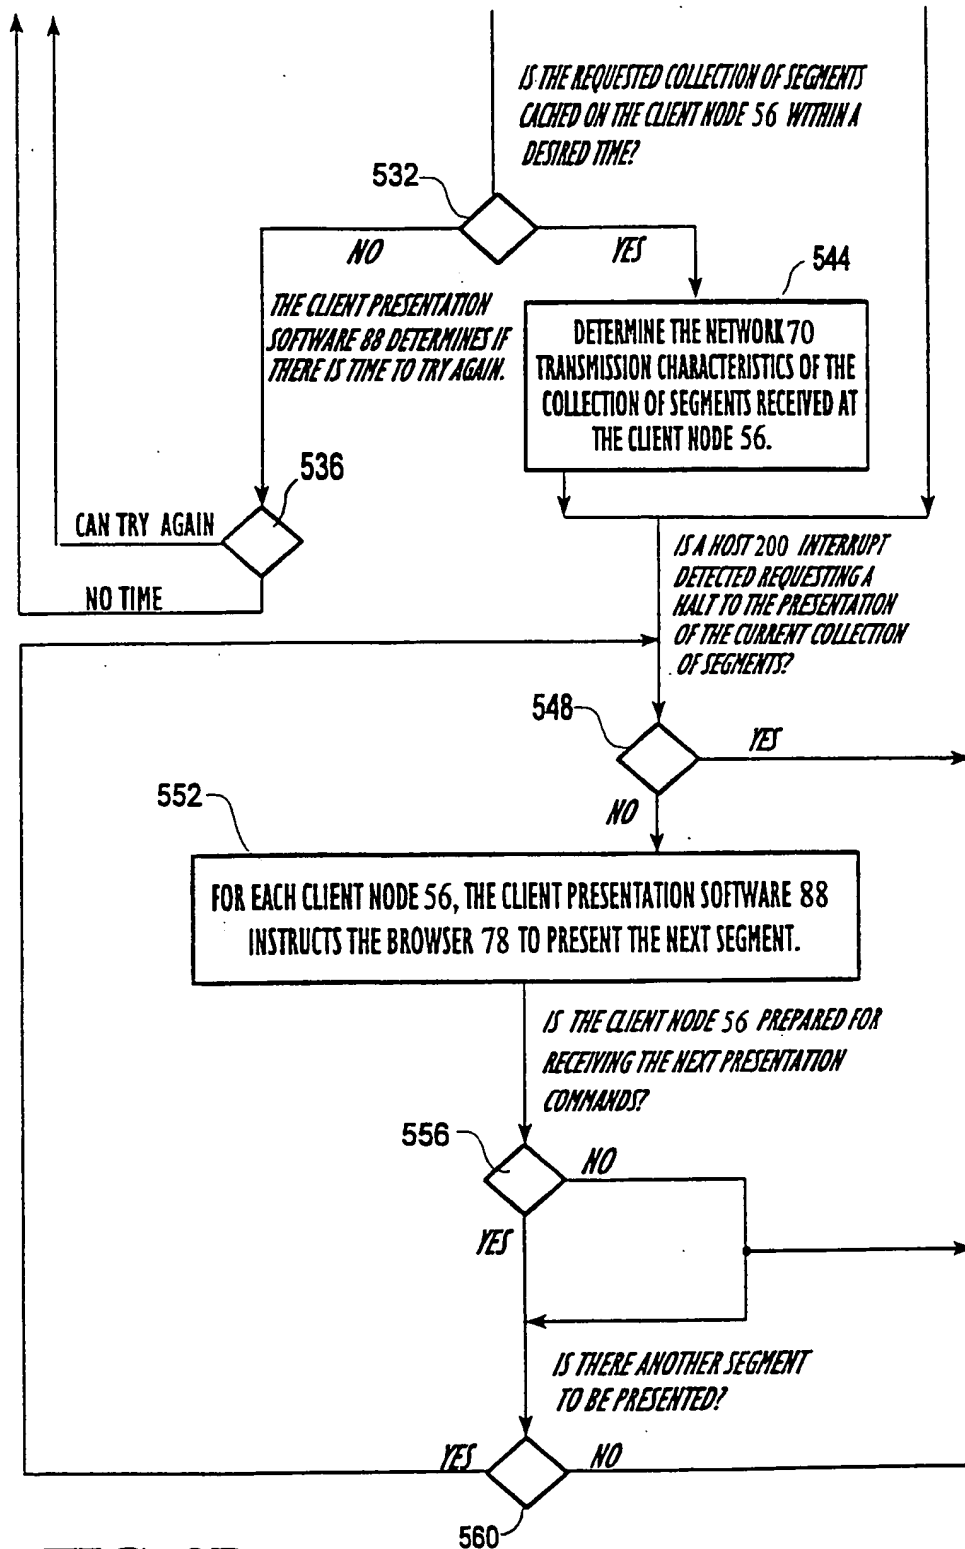 IS THE REQUESTED COLLECTION OF SEGMENTS
CACHED ON THE CLIENT NODE 56 WITHIN A
DESIRED TIME?
532
NO
YES
544
THE CLIENT PRESENTATION
SOFTWARE 88 DETERMINES IF
THERE IS TIME TO TRY AGAIN.
DETERMINE THE NETWORK 70
TRANSMISSION CHARACTERISTICS OF THE
COLLECTION OF SEGMENTS RECEIVED AT
THE CLIENT NODE 56.
536
CAN TRY AGAIN
NO TIME
IS A HOST 200 INTERRUPT
DETECTED REQUESTING A
HALT TO THE PRESENTATION
OF THE CURRENT COLLECTION
OF SEGMENTS?
548
YES
NO
552
FOR EACH CLIENT NODE 56, THE CLIENT PRESENTATION SOFTWARE 88
INSTRUCTS THE BROWSER 78 TO PRESENT THE NEXT SEGMENT.
IS THE CLIENT NODE 56 PREPARED FOR
RECEIVING THE NEXT PRESENTATION
COMMANDS?
556
NO
YES
IS THERE ANOTHER SEGMENT
TO BE PRESENTED?
YES
NO
560